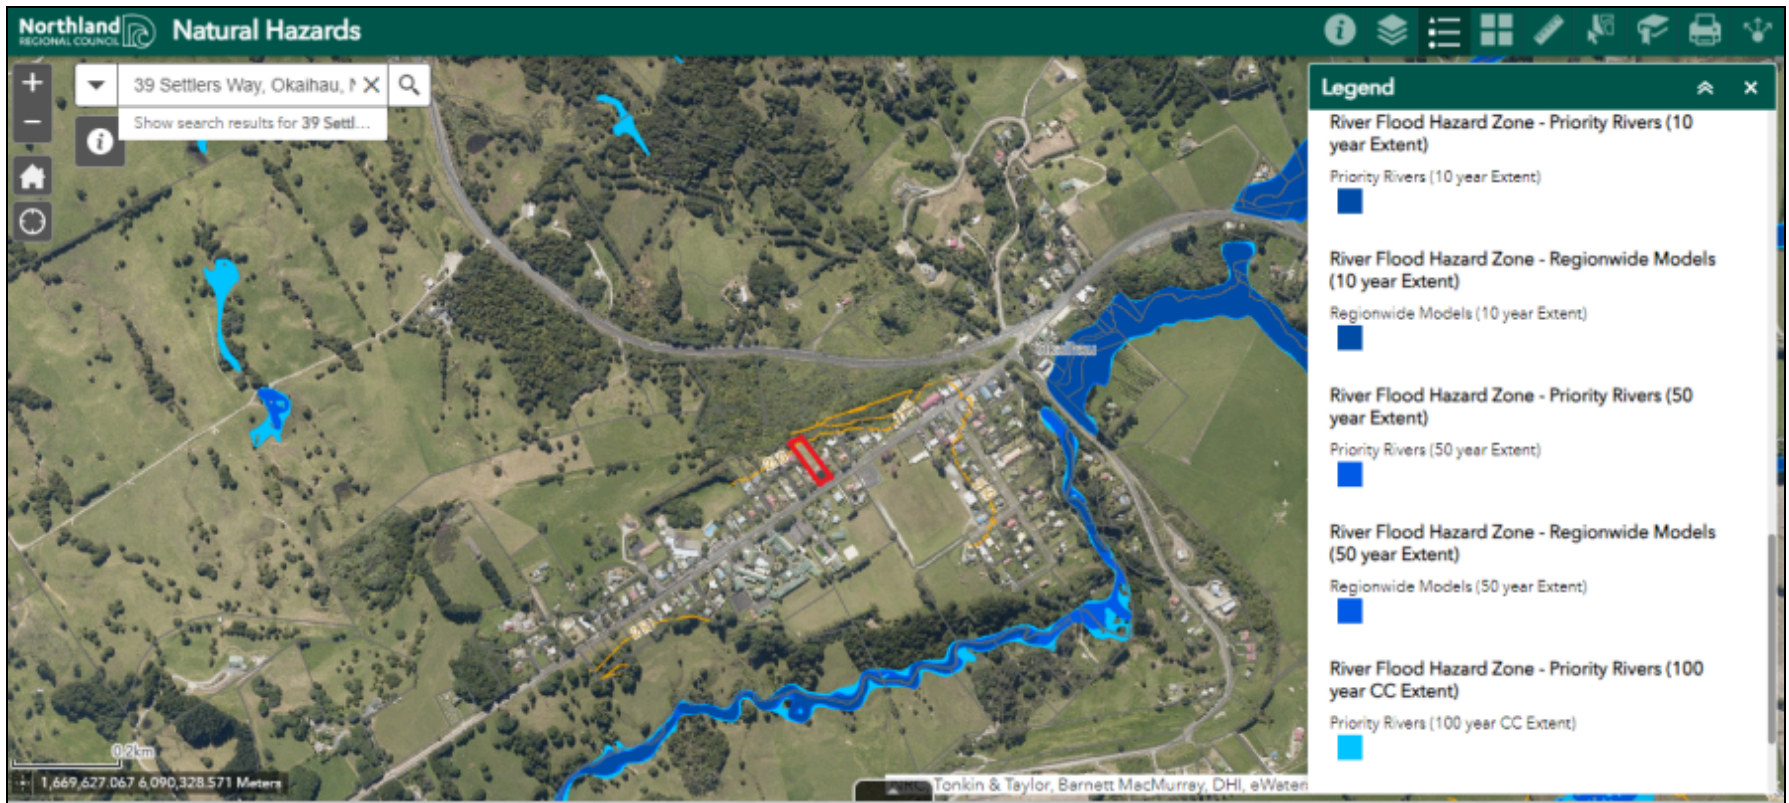 Northland
REGIONAL COUNCIL
Natural Hazards
39 Settlers Way, Okaihau, N
Show search results for 39 Settl...
Legend
River Flood Hazard Zone - Priority Rivers (10
year Extent)
Priority Rivers (10 year Extent)
River Flood Hazard Zone - Regionwide Models
(10 year Extent)
Regionwide Models (10 year Extent)
River Flood Hazard Zone - Priority Rivers (50
year Extent)
Priority Rivers (50 year Extent)
River Flood Hazard Zone - Regionwide Models
(50 year Extent)
Regionwide Models (50 year Extent)
River Flood Hazard Zone - Priority Rivers (100
year CC Extent)
Priority Rivers (100 year CC Extent)
0.2km
1,669,627.067 6,090,328.571 Meters
Tonkin & Taylor, Barnett MacMurray, DHI, eWater